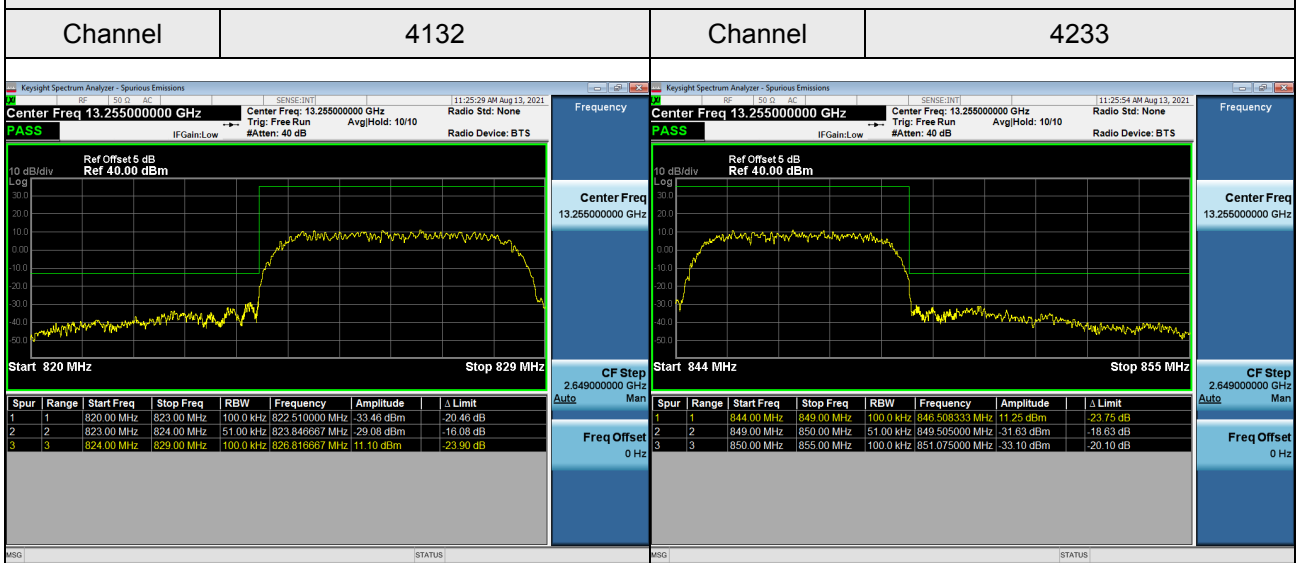 Channel 4132 Channel 4233
Keysight Spectrum Analyzer - Spurious Emissions
RF 50 Ω AC SENSE:INT 11:25:29 AM Aug 13, 2021
Center Freq 13.255000000 GHz Center Freq: 13.255000000 GHz Radio Std: None
Trig: Free Run Avg|Hold: 10/10
PASS IFGain:Low #Atten: 40 dB Radio Device: BTS
Ref Offset 5 dB
10 dB/div Ref 40.00 dBm
Log
30.0
20.0
10.0
0.00
-10.0
-20.0
-30.0
-40.0
-50.0
Start 820 MHz Stop 829 MHz
Spur Range Start Freq Stop Freq RBW Frequency Amplitude Δ Limit
1 1 820.00 MHz 823.00 MHz 100.0 kHz 822.510000 MHz -33.46 dBm -20.46 dB
2 2 823.00 MHz 824.00 MHz 51.00 kHz 823.846667 MHz -29.08 dBm -16.08 dB
3 3 824.00 MHz 829.00 MHz 100.0 kHz 826.816667 MHz 11.10 dBm -23.90 dB
MSG STATUS
Frequency
Center Freq
13.255000000 GHz
CF Step
2.649000000 GHz
Auto Man
Freq Offset
0 Hz
Keysight Spectrum Analyzer - Spurious Emissions
RF 50 Ω AC SENSE:INT 11:25:54 AM Aug 13, 2021
Center Freq 13.255000000 GHz Center Freq: 13.255000000 GHz Radio Std: None
Trig: Free Run Avg|Hold: 10/10
PASS IFGain:Low #Atten: 40 dB Radio Device: BTS
Ref Offset 5 dB
10 dB/div Ref 40.00 dBm
Log
30.0
20.0
10.0
0.00
-10.0
-20.0
-30.0
-40.0
-50.0
Start 844 MHz Stop 855 MHz
Spur Range Start Freq Stop Freq RBW Frequency Amplitude Δ Limit
1 1 844.00 MHz 849.00 MHz 100.0 kHz 846.508333 MHz 11.25 dBm -23.75 dB
2 2 849.00 MHz 850.00 MHz 51.00 kHz 849.505000 MHz -31.63 dBm -18.63 dB
3 3 850.00 MHz 855.00 MHz 100.0 kHz 851.075000 MHz -33.10 dBm -20.10 dB
MSG STATUS
Frequency
Center Freq
13.255000000 GHz
CF Step
2.649000000 GHz
Auto Man
Freq Offset
0 Hz